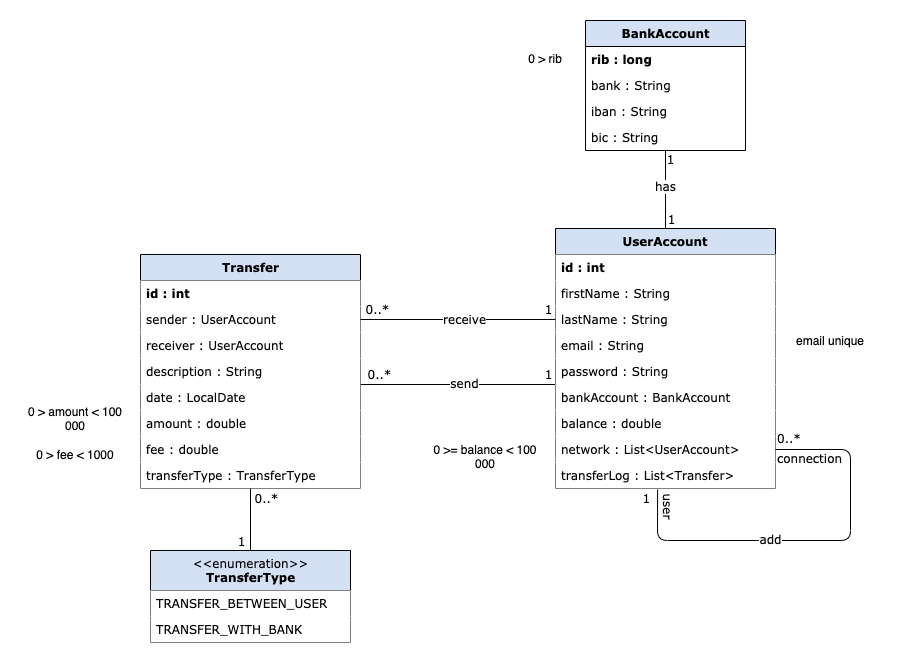 BankAccount
0 > rib
rib : long
bank : String
iban : String
bic : String
1
has
1
UserAccount
id : int
firstName : String
lastName : String
email : String
password : String
bankAccount : BankAccount
balance : double
network : List<UserAccount>
transferLog : List<Transfer>
email unique
0 >= balance < 100
000
0..*
connection
1
user
add
Transfer
id : int
sender : UserAccount
receiver : UserAccount
description : String
date : LocalDate
amount : double
fee : double
transferType : TransferType
0..*
receive
1
0..*
send
1
0 > amount < 100
000
0 > fee < 1000
0..*
1
<<enumeration>>
TransferType
TRANSFER_BETWEEN_USER
TRANSFER_WITH_BANK